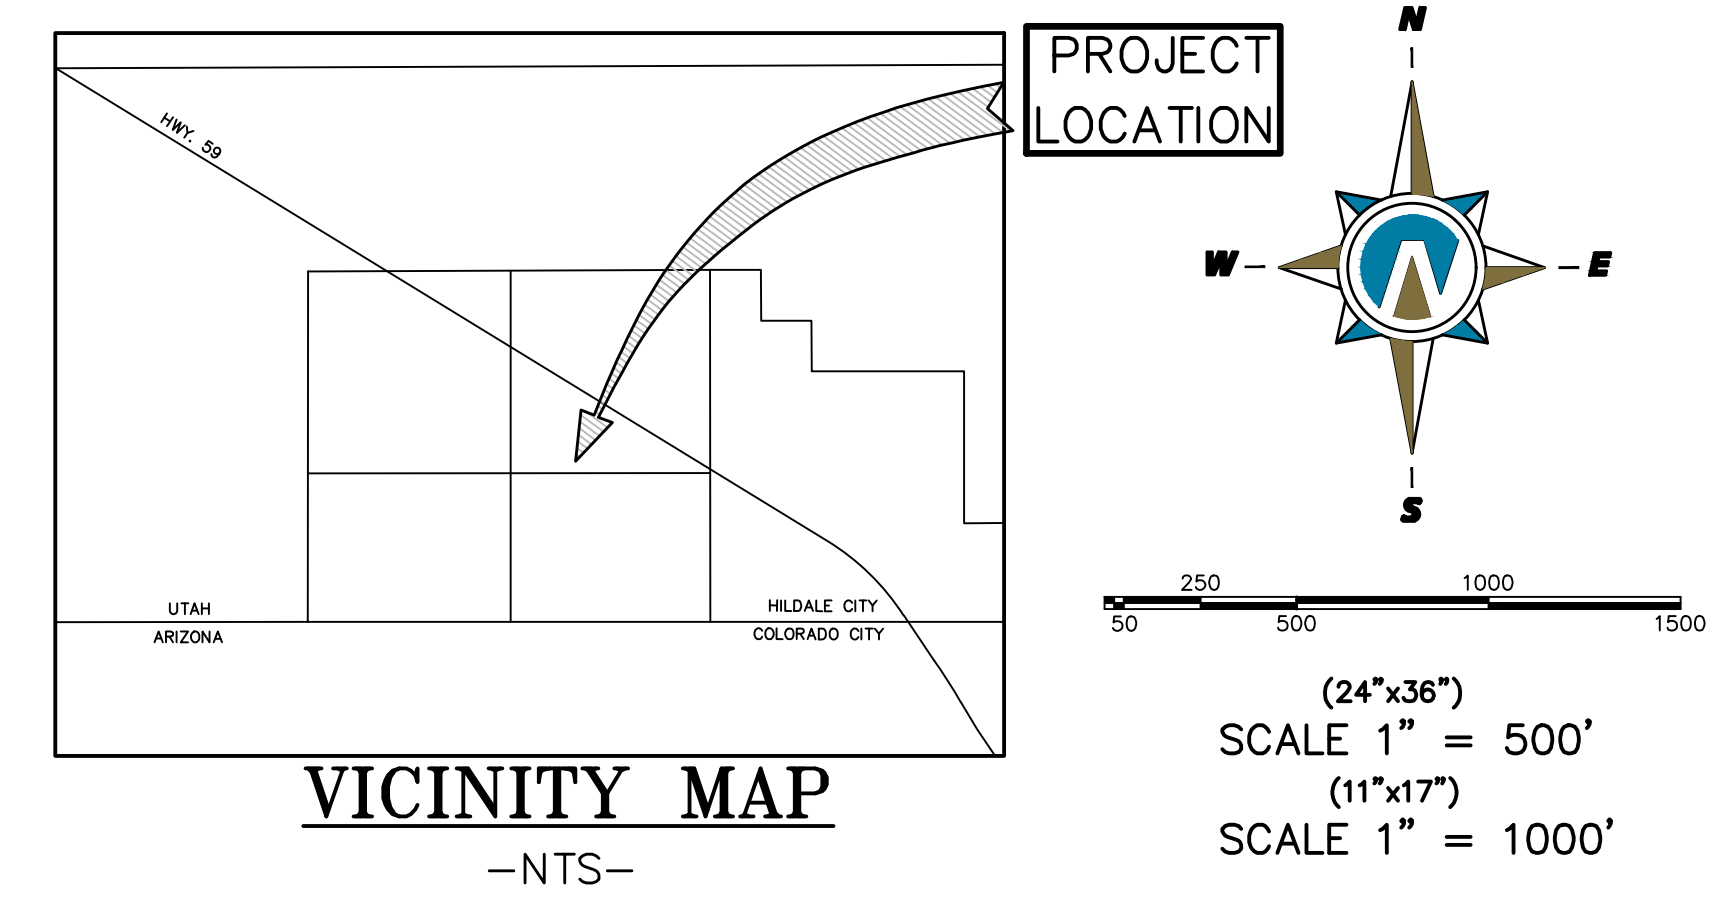 PROJECT
LOCATION
N
HWY. 59
W
E
S
UTAH
ARIZONA
HILDALE CITY
COLORADO CITY
VICINITY MAP
-NTS-
250 1000
50 500 1500
(24"x36")
SCALE 1" = 500'
(11"x17")
SCALE 1" = 1000'